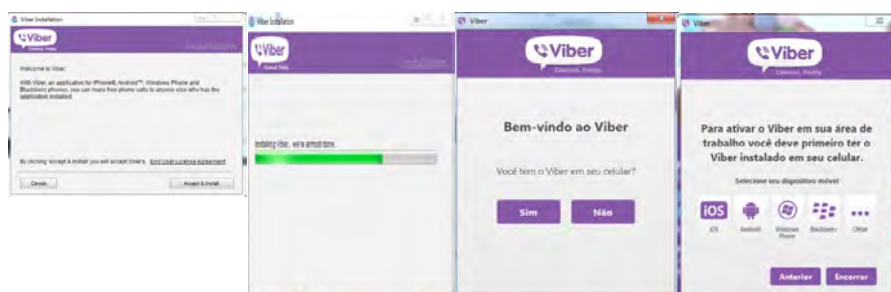 Viber Installation
Viber
Connect. Freely.
Installation
Welcome to Viber.
With Viber, an application for iPhone®, Android™, Windows Phone and
Blackberry phones, you can make free phone calls to anyone else who has the
application installed.
By clicking 'Accept & Install' you will accept Viber's End User License Agreement
Cancel
Accept & Install
Viber Installation
Viber
Connect. Freely.
Installing Viber... we're almost done...
Viber
Viber
Connect. Freely.
Bem-vindo ao Viber
Você tem o Viber em seu celular?
Sim
Não
Viber
Viber
Connect. Freely.
Para ativar o Viber em sua área de
trabalho você deve primeiro ter o
Viber instalado em seu celular.
Selecione seu dispositivo móvel
iOS
iOS
Android
Windows
Phone
Blackberry
Other
Anterior
Encerrar